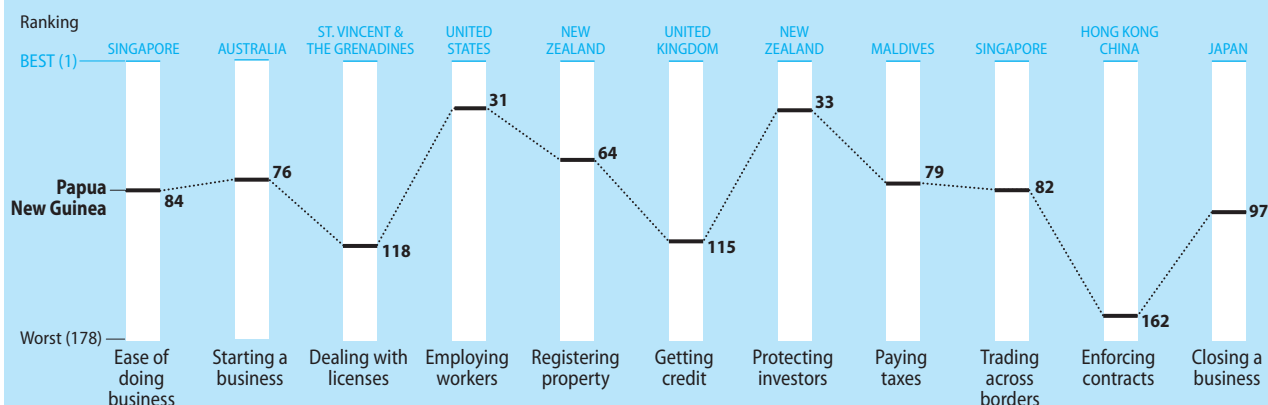 Ranking
SINGAPORE
AUSTRALIA
ST. VINCENT &
THE GRENADINES
UNITED
STATES
NEW
ZEALAND
UNITED
KINGDOM
NEW
ZEALAND
MALDIVES
SINGAPORE
HONG KONG
CHINA
JAPAN
BEST (1)
Papua
New Guinea
84
76
118
31
64
115
33
79
82
162
97
Worst (178)
Ease of
doing
business
Starting a
business
Dealing with
licenses
Employing
workers
Registering
property
Getting
credit
Protecting
investors
Paying
taxes
Trading
across
borders
Enforcing
contracts
Closing a
business